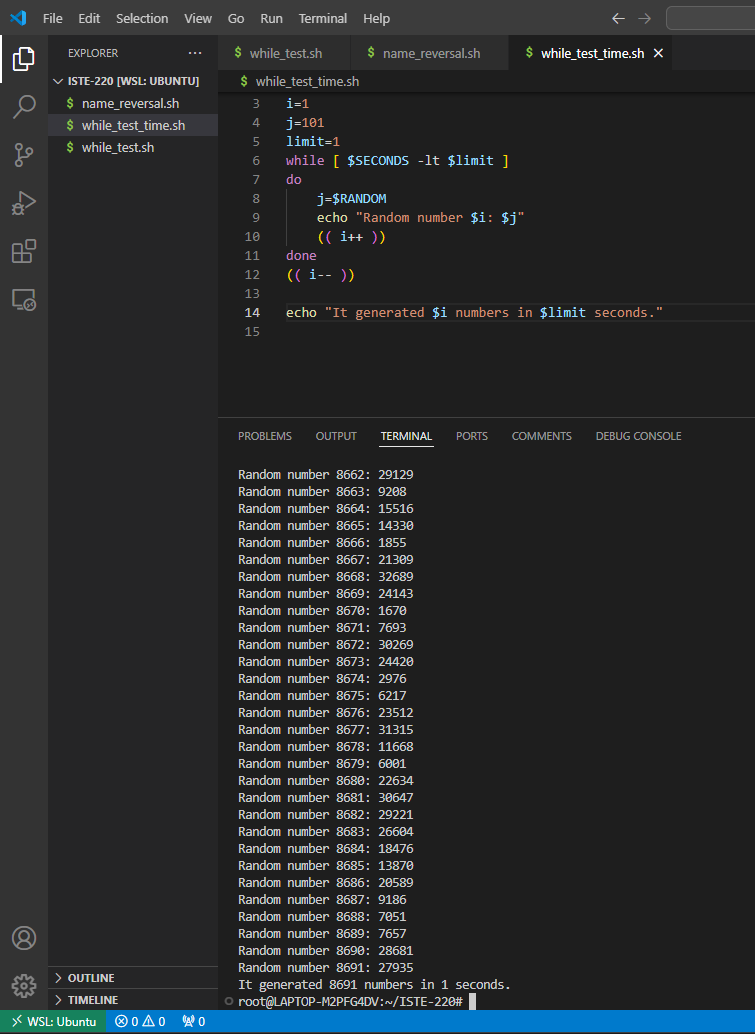 File Edit Selection View Go Run Terminal Help
EXPLORER ...
$ while_test.sh $ name_reversal.sh $ while_test_time.sh
ISTE-220 [WSL: UBUNTU]
$ name_reversal.sh
$ while_test_time.sh
$ while_test.sh
$ while_test_time.sh
3 i=1
4 j=101
5 limit=1
6 while [ $SECONDS -lt $limit ]
7 do
8 j=$RANDOM
9 echo "Random number $i: $j"
10 (( i++ ))
11 done
12 (( i-- ))
13
14 echo "It generated $i numbers in $limit seconds."
15
PROBLEMS OUTPUT TERMINAL PORTS COMMENTS DEBUG CONSOLE
Random number 8662: 29129
Random number 8663: 9208
Random number 8664: 15516
Random number 8665: 14330
Random number 8666: 1855
Random number 8667: 21309
Random number 8668: 32689
Random number 8669: 24143
Random number 8670: 1670
Random number 8671: 7693
Random number 8672: 30269
Random number 8673: 24420
Random number 8674: 2976
Random number 8675: 6217
Random number 8676: 23512
Random number 8677: 31315
Random number 8678: 11668
Random number 8679: 6001
Random number 8680: 22634
Random number 8681: 30647
Random number 8682: 29221
Random number 8683: 26604
Random number 8684: 18476
Random number 8685: 13870
Random number 8686: 20589
Random number 8687: 9186
Random number 8688: 7051
Random number 8689: 7657
Random number 8690: 28681
Random number 8691: 27935
It generated 8691 numbers in 1 seconds.
root@LAPTOP-M2PFG4DV:~/ISTE-220#
OUTLINE
TIMELINE
WSL: Ubuntu 0 0 0